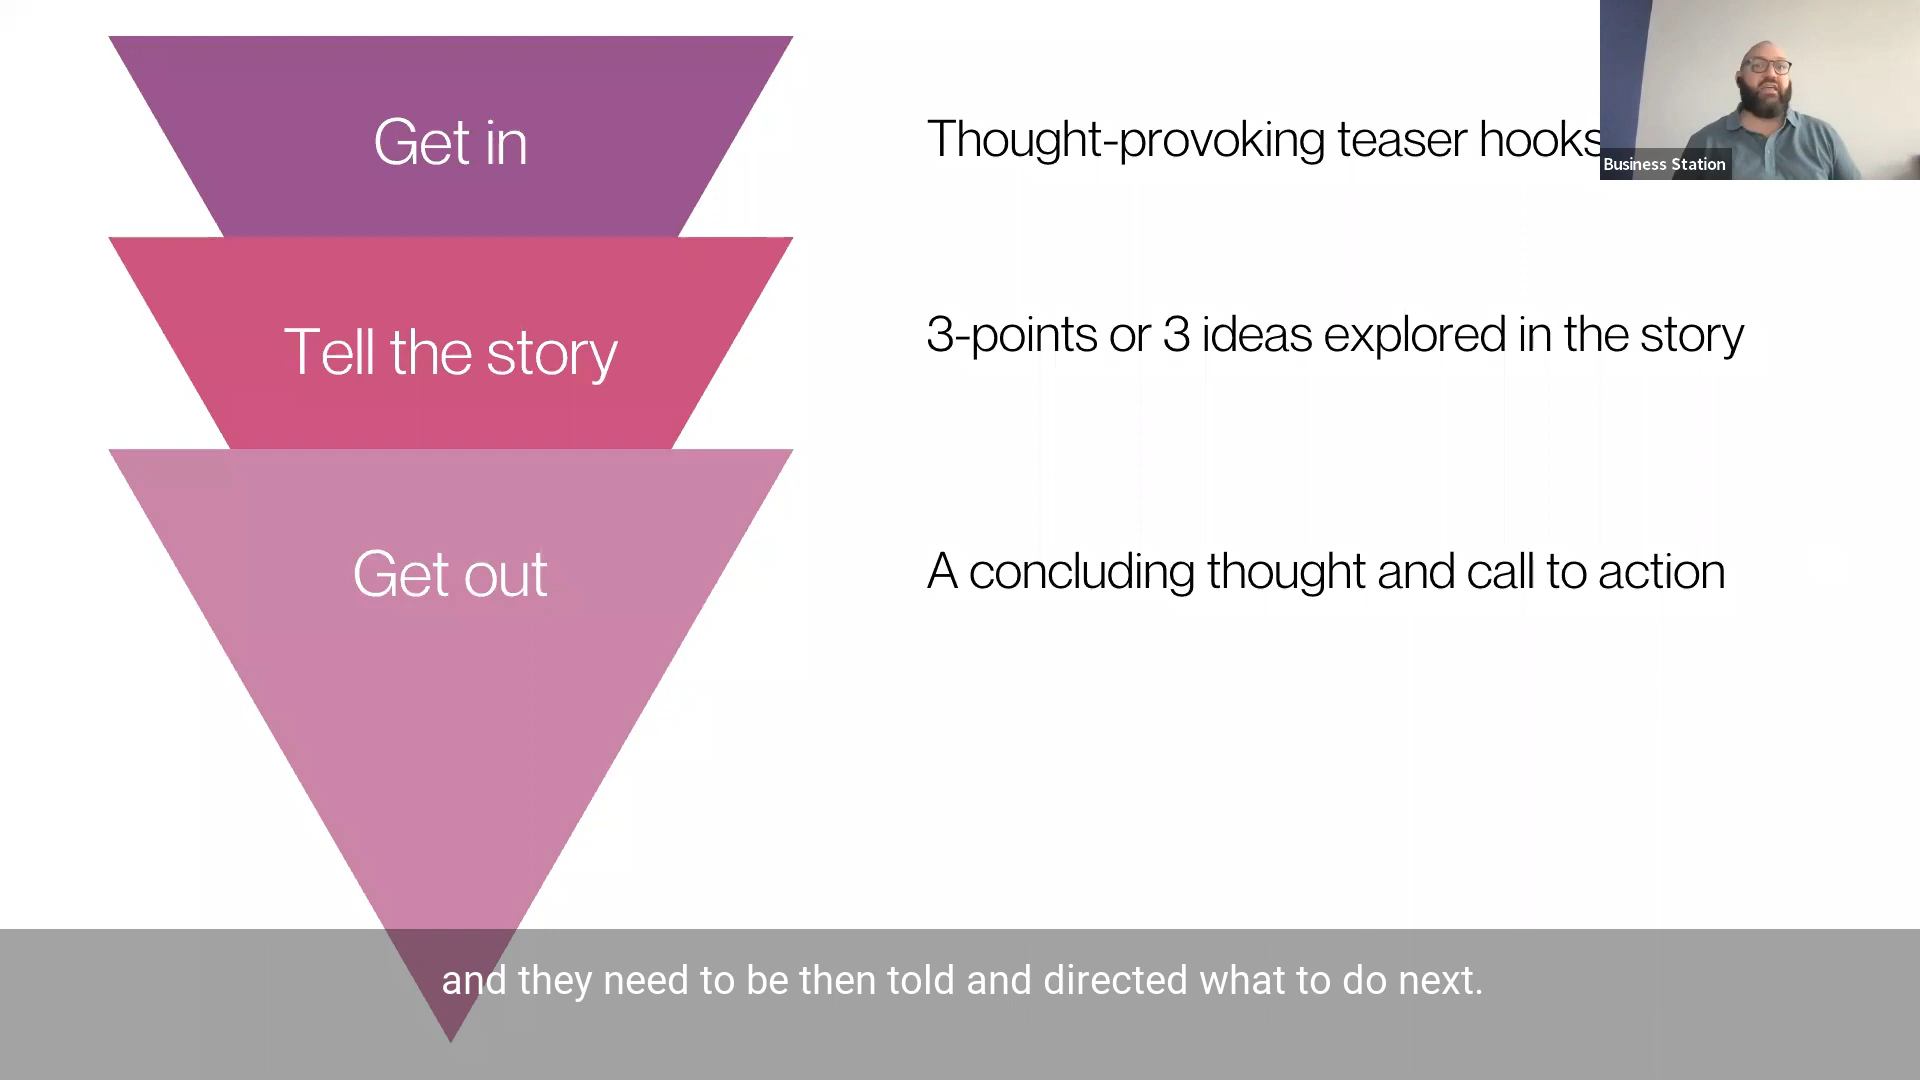 Get in
Thought-provoking teaser hooks
Business Station
Tell the story
3-points or 3 ideas explored in the story
Get out
A concluding thought and call to action
and they need to be then told and directed what to do next.